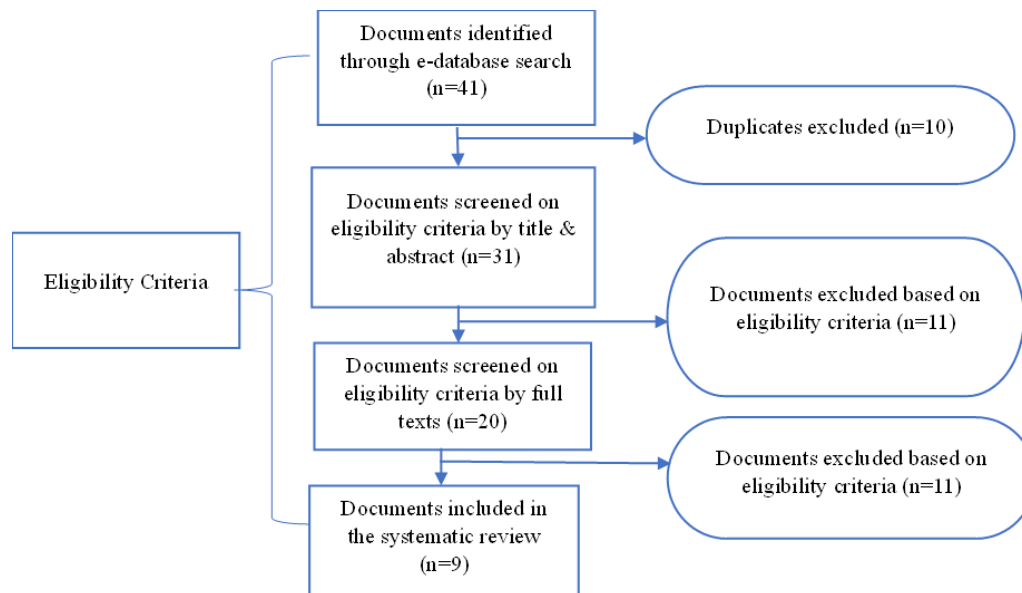 Documents identified
through e-database search
(n=41)
Duplicates excluded (n=10)
Documents screened on
eligibility criteria by title &
abstract (n=31)
Eligibility Criteria
Documents excluded based on
eligibility criteria (n=11)
Documents screened on
eligibility criteria by full
texts (n=20)
Documents excluded based on
eligibility criteria (n=11)
Documents included in
the systematic review
(n=9)